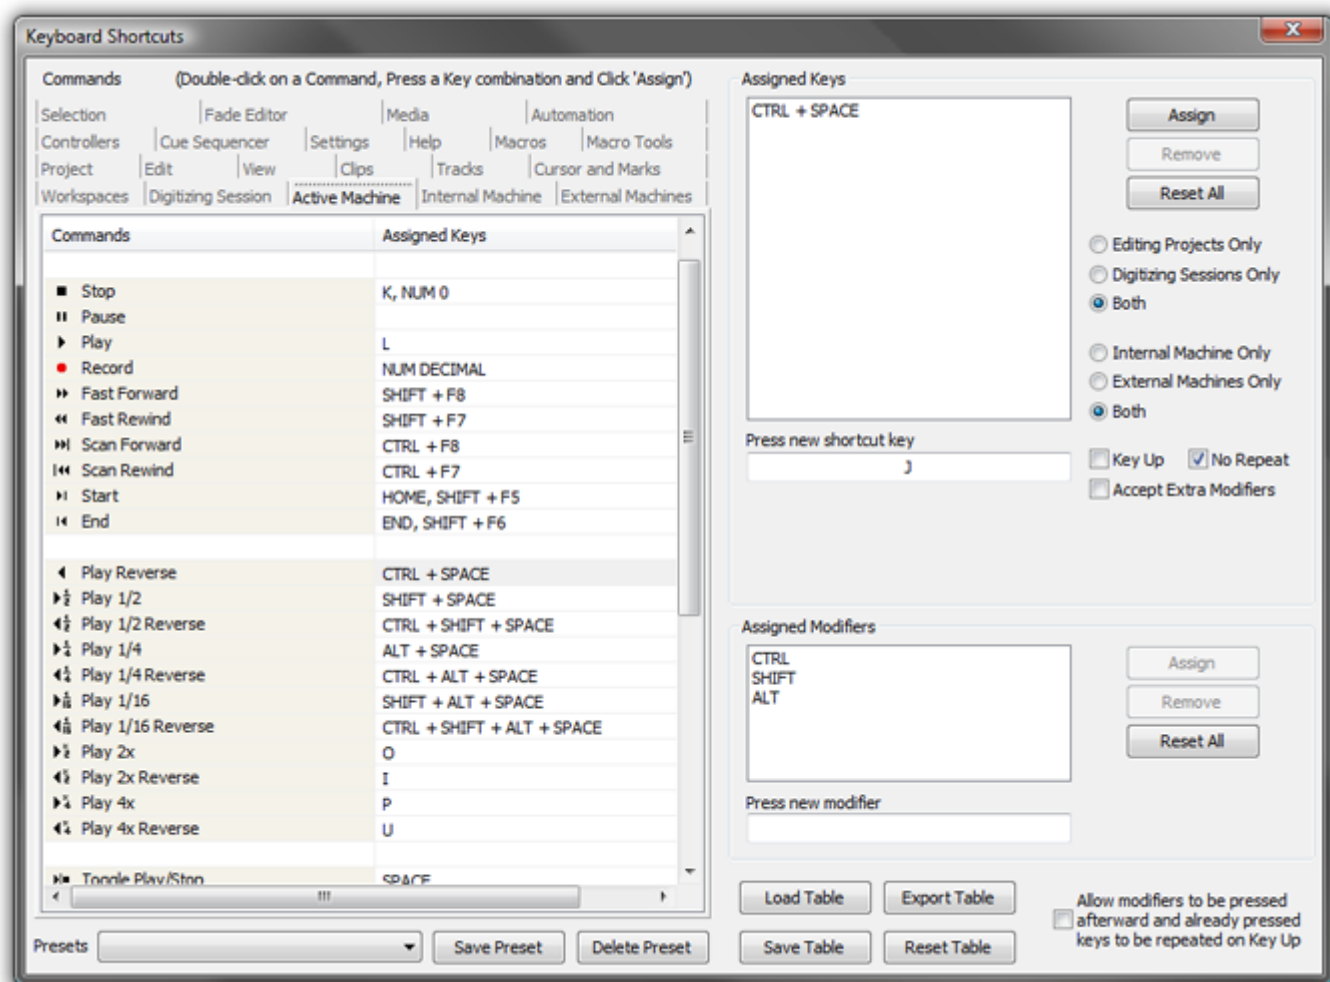 Keyboard Shortcuts
Commands (Double-click on a Command, Press a Key combination and Click 'Assign')
Selection Fade Editor Media Automation
Controllers Cue Sequencer Settings Help Macros Macro Tools
Project Edit View Clips Tracks Cursor and Marks
Workspaces Digitizing Session Active Machine Internal Machine External Machines
Commands Assigned Keys
Stop K, NUM 0
Pause
Play L
Record NUM DECIMAL
Fast Forward SHIFT + F8
Fast Rewind SHIFT + F7
Scan Forward CTRL + F8
Scan Rewind CTRL + F7
Start HOME, SHIFT + F5
End END, SHIFT + F6
Play Reverse CTRL + SPACE
Play 1/2 SHIFT + SPACE
Play 1/2 Reverse CTRL + SHIFT + SPACE
Play 1/4 ALT + SPACE
Play 1/4 Reverse CTRL + ALT + SPACE
Play 1/16 SHIFT + ALT + SPACE
Play 1/16 Reverse CTRL + SHIFT + ALT + SPACE
Play 2x O
Play 2x Reverse I
Play 4x P
Play 4x Reverse U
Toggle Play/Stop SPACE
Presets Save Preset Delete Preset
Assigned Keys
CTRL + SPACE
Assign
Remove
Reset All
Editing Projects Only
Digitizing Sessions Only
Both
Internal Machine Only
External Machines Only
Both
Press new shortcut key
J
Key Up No Repeat
Accept Extra Modifiers
Assigned Modifiers
CTRL
SHIFT
ALT
Assign
Remove
Reset All
Press new modifier
Load Table Export Table
Save Table Reset Table
Allow modifiers to be pressed
afterward and already pressed
keys to be repeated on Key Up